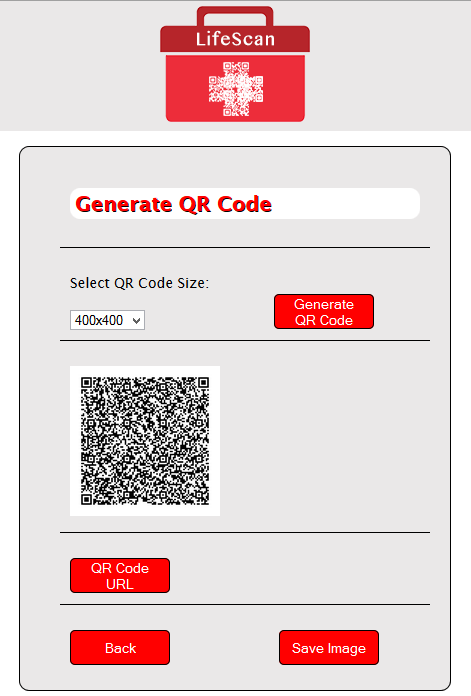 LifeScan
Generate QR Code
Select QR Code Size:
400x400
Generate
QR Code
QR Code
URL
Back
Save Image